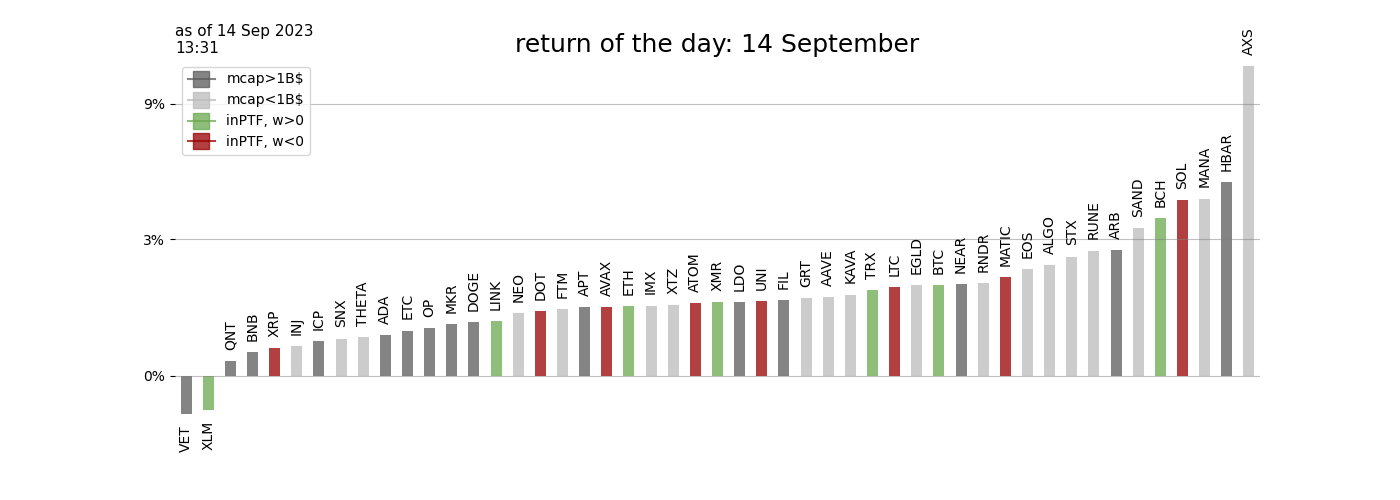 as of 14 Sep 2023
13:31
return of the day: 14 September
mcap>1B$
mcap<1B$
inPTF, w>0
inPTF, w<0
9%
3%
0%
VET
XLM
QNT
BNB
XRP
INJ
ICP
SNX
THETA
ADA
ETC
OP
MKR
DOGE
LINK
NEO
DOT
FTM
APT
AVAX
ETH
IMX
XTZ
ATOM
XMR
LDO
UNI
FIL
GRT
AAVE
KAVA
TRX
LTC
EGLD
BTC
NEAR
RNDR
MATIC
EOS
ALGO
STX
RUNE
ARB
SAND
BCH
SOL
MANA
HBAR
AXS